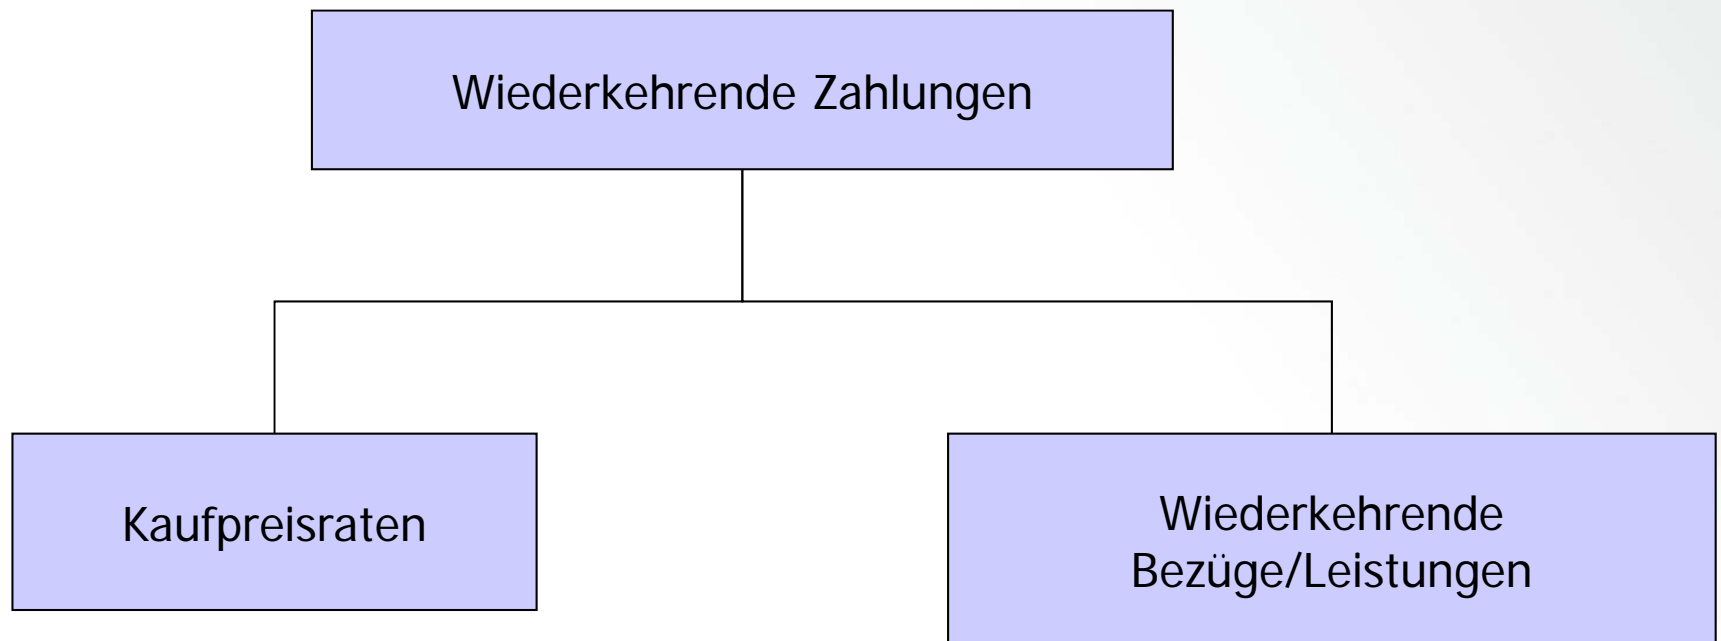 Wiederkehrende Zahlungen
Kaufpreisraten
Wiederkehrende
Bezüge/Leistungen